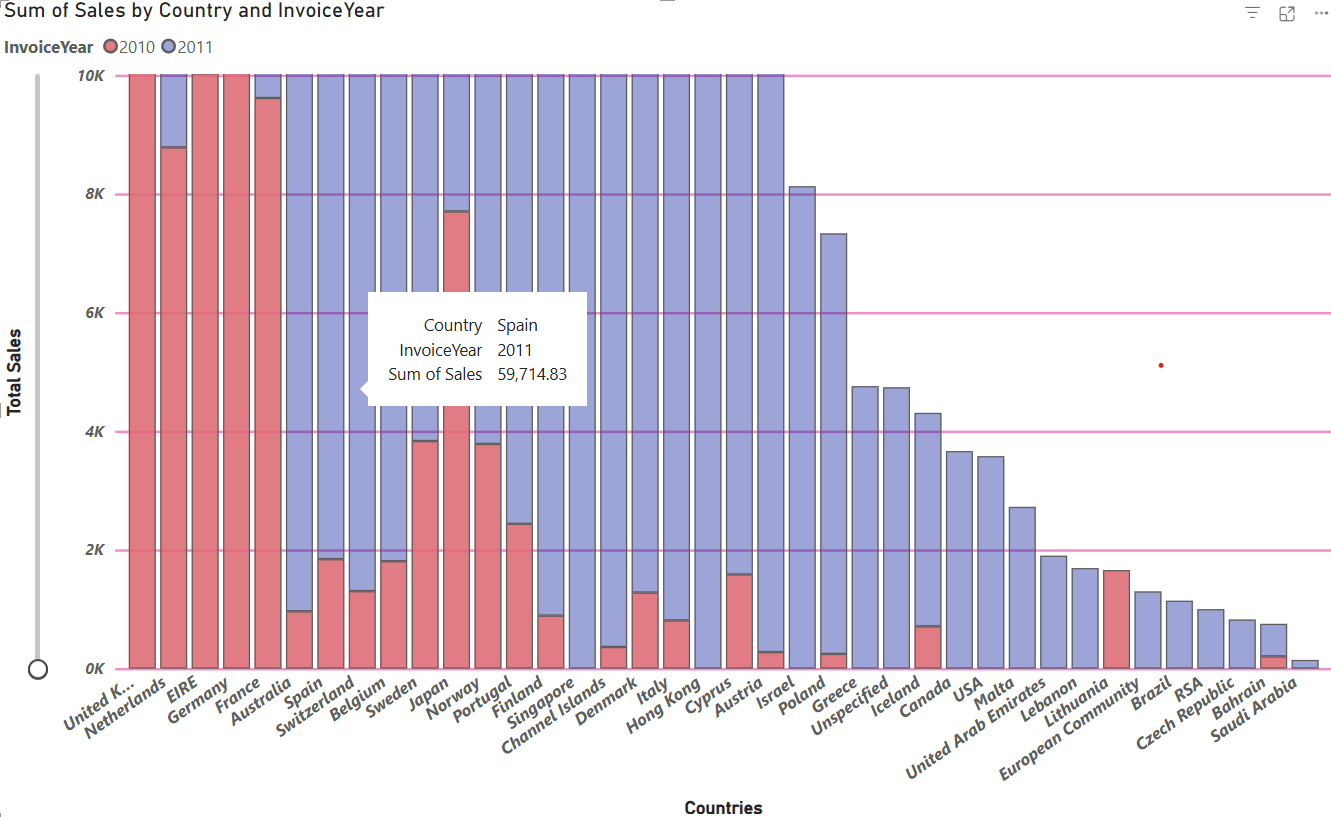 Sum of Sales by Country and InvoiceYear
InvoiceYear 2010 2011
10K
8K
6K
4K
2K
0K
Total Sales
Country Spain
InvoiceYear 2011
Sum of Sales 59,714.83
United K...
Netherlands
EIRE
Germany
France
Australia
Spain
Switzerland
Belgium
Sweden
Japan
Norway
Portugal
Finland
Singapore
Channel Islands
Denmark
Italy
Hong Kong
Cyprus
Austria
Israel
Poland
Greece
Unspecified
Iceland
Canada
USA
Malta
United Arab Emirates
Lebanon
Lithuania
European Community
Brazil
RSA
Czech Republic
Bahrain
Saudi Arabia
Countries